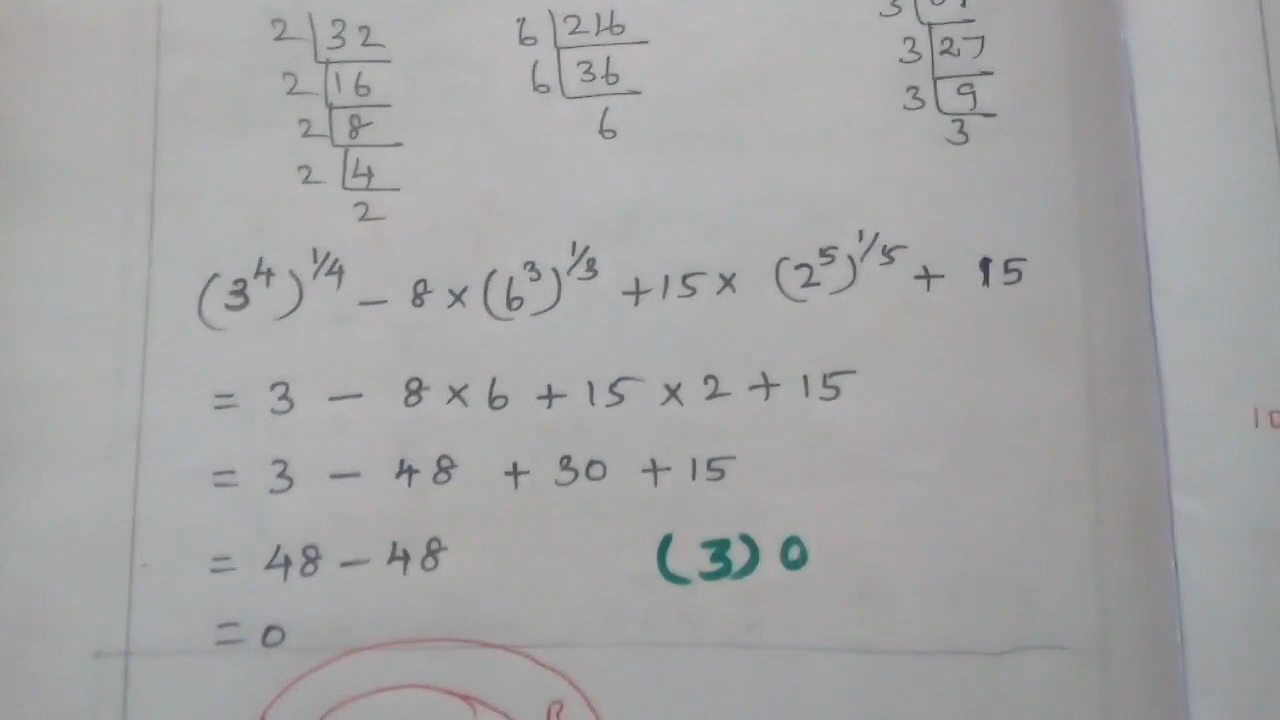 2 | 32
2 | 16
2 | 8
2 | 4
2
6 | 216
6 | 36
6
3
3 | 27
3 | 9
3
(3⁴)^1/4 − 8 × (6³)^1/3 + 15 × (2⁵)^1/5 + 15
= 3 − 8 × 6 + 15 × 2 + 15
= 3 − 48 + 30 + 15
= 48 − 48
(3) 0
= 0
10